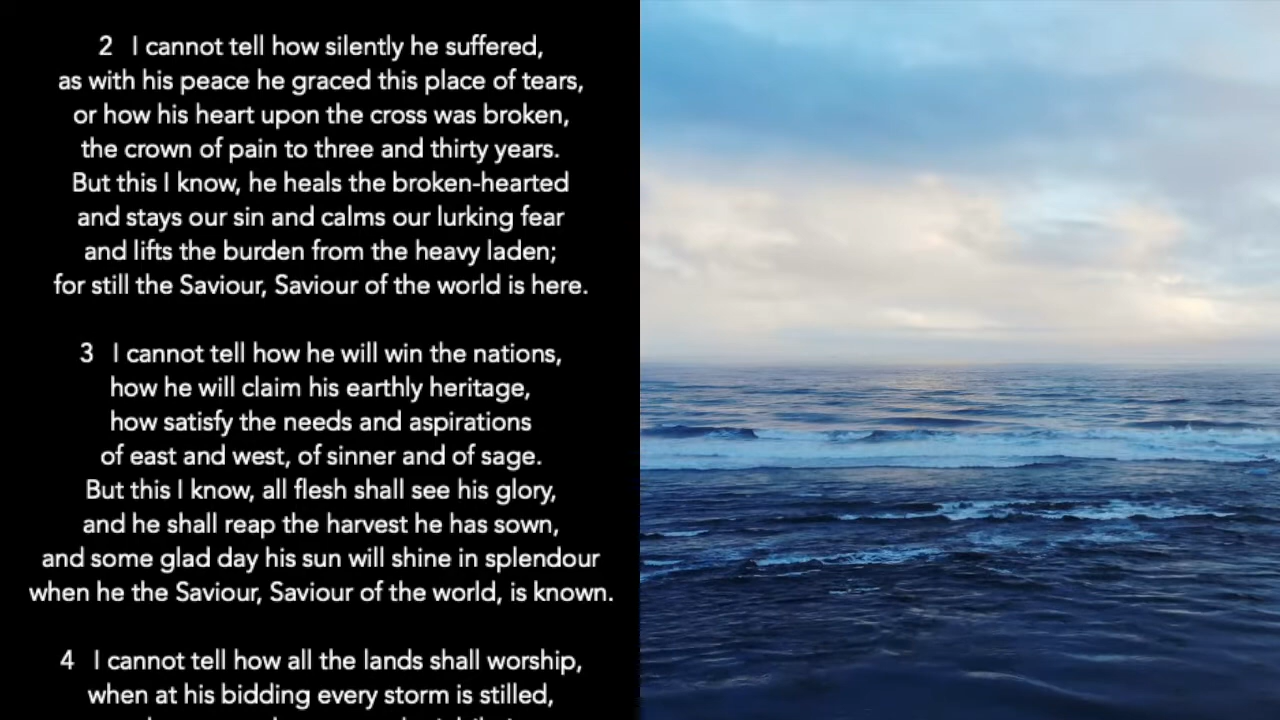 2 I cannot tell how silently he suffered,
as with his peace he graced this place of tears,
or how his heart upon the cross was broken,
the crown of pain to three and thirty years.
But this I know, he heals the broken-hearted
and stays our sin and calms our lurking fear
and lifts the burden from the heavy laden;
for still the Saviour, Saviour of the world is here.
3 I cannot tell how he will win the nations,
how he will claim his earthly heritage,
how satisfy the needs and aspirations
of east and west, of sinner and of sage.
But this I know, all flesh shall see his glory,
and he shall reap the harvest he has sown,
and some glad day his sun will shine in splendour
when he the Saviour, Saviour of the world, is known.
4 I cannot tell how all the lands shall worship,
when at his bidding every storm is stilled,